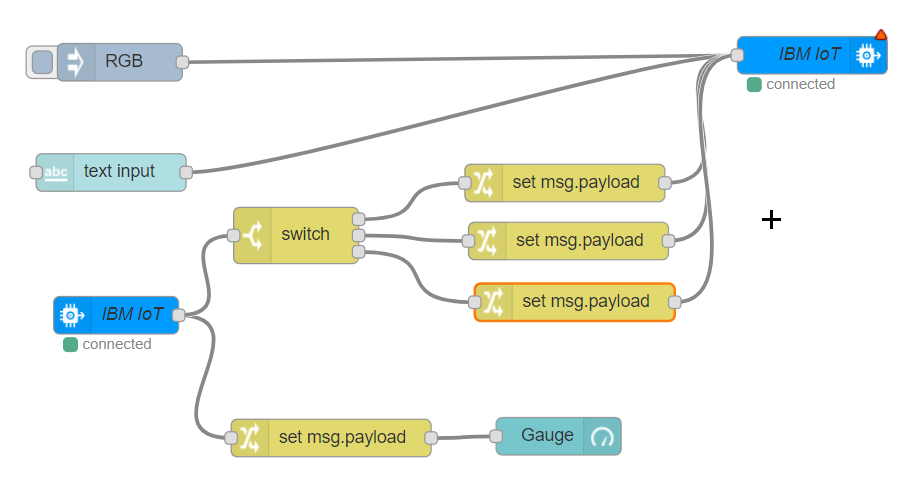 RGB
IBM IoT
connected
abc
text input
set msg.payload
switch
set msg.payload
set msg.payload
IBM IoT
connected
set msg.payload
Gauge